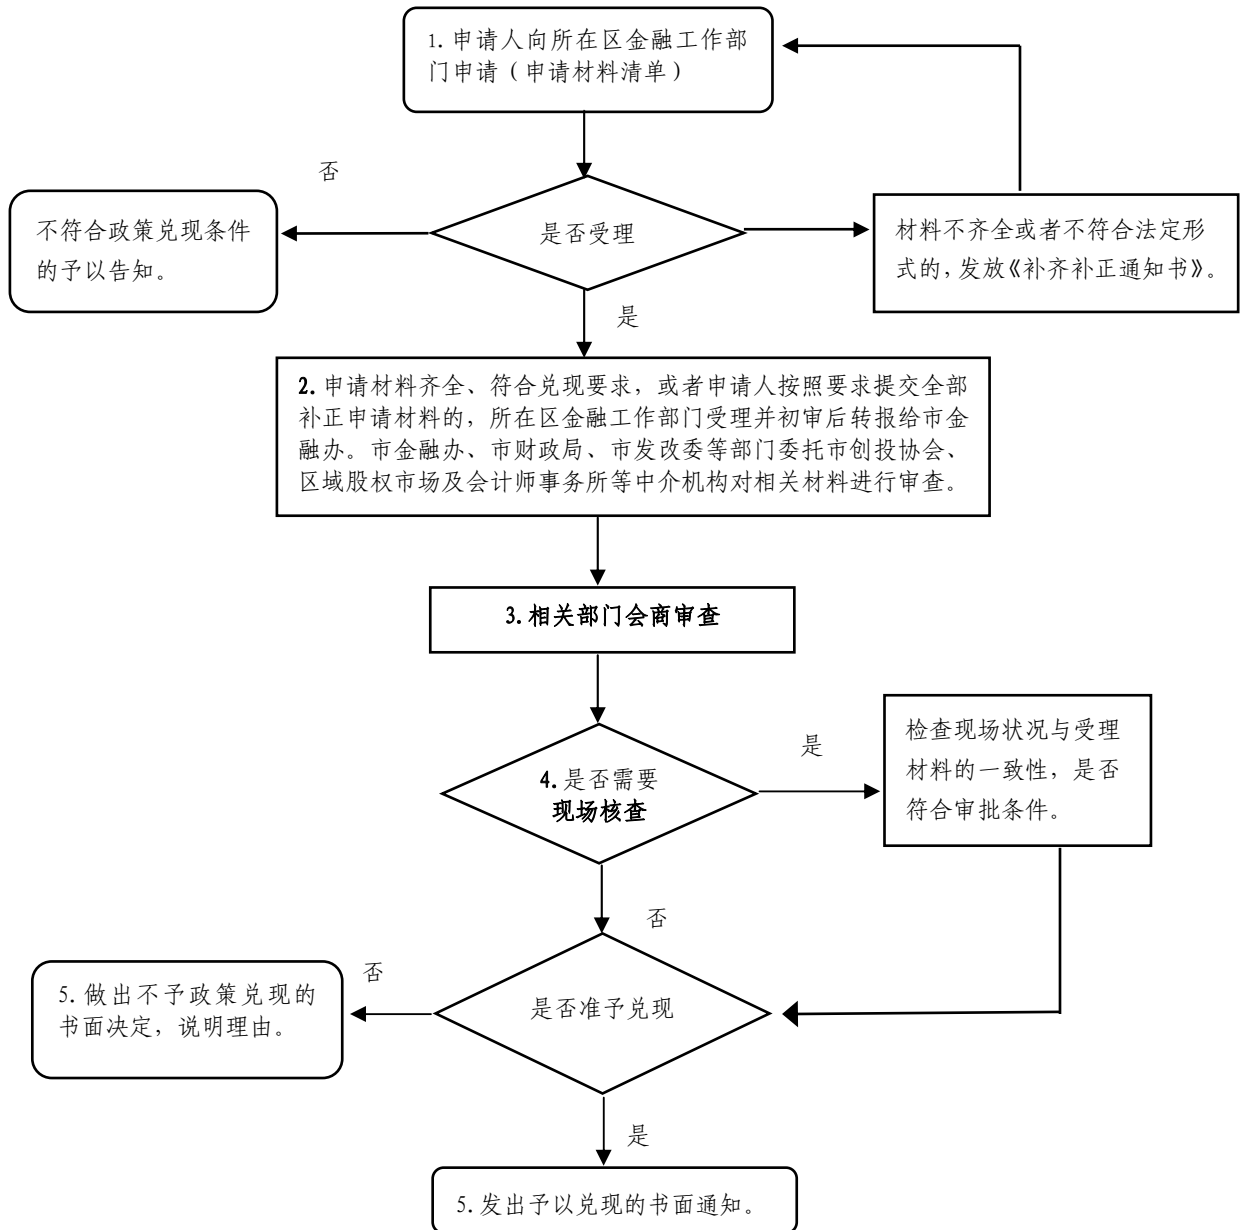 1. 申请人向所在区金融工作部
门申请（申请材料清单）
否
不符合政策兑现条件
的予以告知。
是否受理
材料不齐全或者不符合法定形
式的，发放《补齐补正通知书》。
是
2. 申请材料齐全、符合兑现要求，或者申请人按照要求提交全部
补正申请材料的，所在区金融工作部门受理并初审后转报给市金
融办。市金融办、市财政局、市发改委等部门委托市创投协会、
区域股权市场及会计师事务所等中介机构对相关材料进行审查。
3. 相关部门会商审查
4. 是否需要
现场核查
是
检查现场状况与受理
材料的一致性，是否
符合审批条件。
否
是否准予兑现
否
5. 做出不予政策兑现的
书面决定，说明理由。
是
5. 发出予以兑现的书面通知。